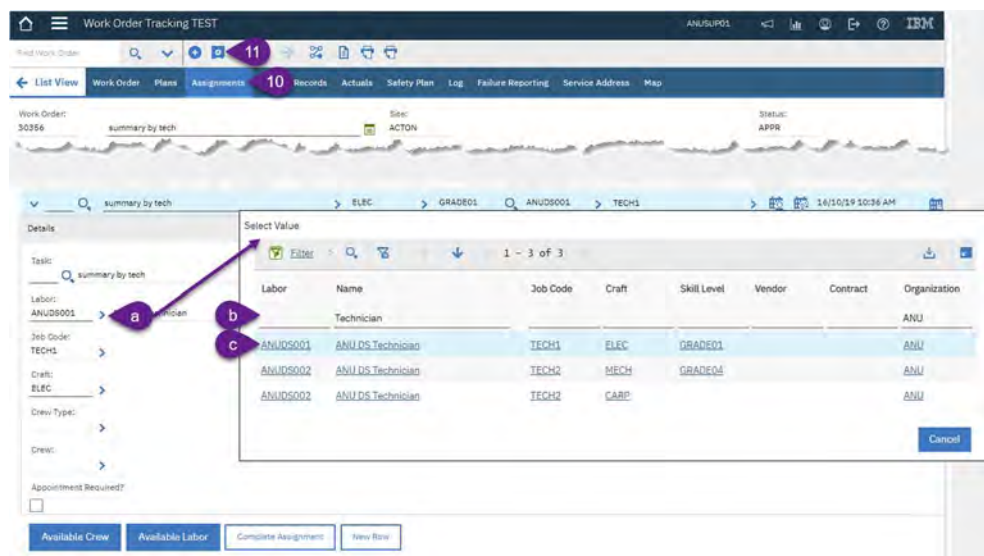 Work Order Tracking TEST ANUSUP01 IBM
Find Work Order 11
List View Work Order Plans Assignments 10 Records Actuals Safety Plan Log Failure Reporting Service Address Map
Work Order: Site: Status:
30356 summary by tech ACTON APPR
summary by tech ELEC GRADE01 ANUDS001 TECH1 16/10/19 10:36 AM
Details
Task:
summary by tech
Labor:
ANUDS001 a
Job Code:
TECH1
Craft:
ELEC
Crew Type:
Crew:
Appointment Required?
Select Value
Filter 1 - 3 of 3
Labor Name Job Code Craft Skill Level Vendor Contract Organization
b Technician ANU
c ANUDS001 ANU DS Technician TECH1 ELEC GRADE01 ANU
ANUDS002 ANU DS Technician TECH2 MECH GRADE04 ANU
ANUDS002 ANU DS Technician TECH2 CARP ANU
Cancel
Available Crew Available Labor Complete Assignment New Row